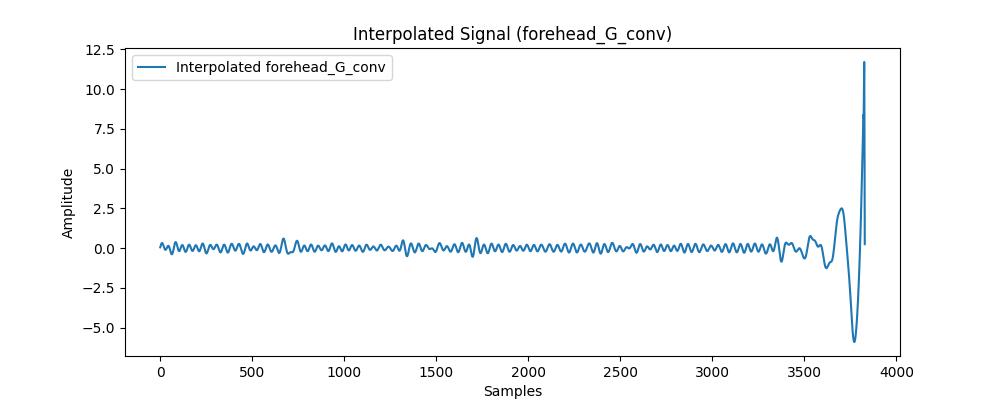 Interpolated Signal (forehead_G_conv)
Interpolated forehead_G_conv
12.5
10.0
7.5
5.0
2.5
0.0
−2.5
−5.0
Amplitude
0 500 1000 1500 2000 2500 3000 3500 4000
Samples